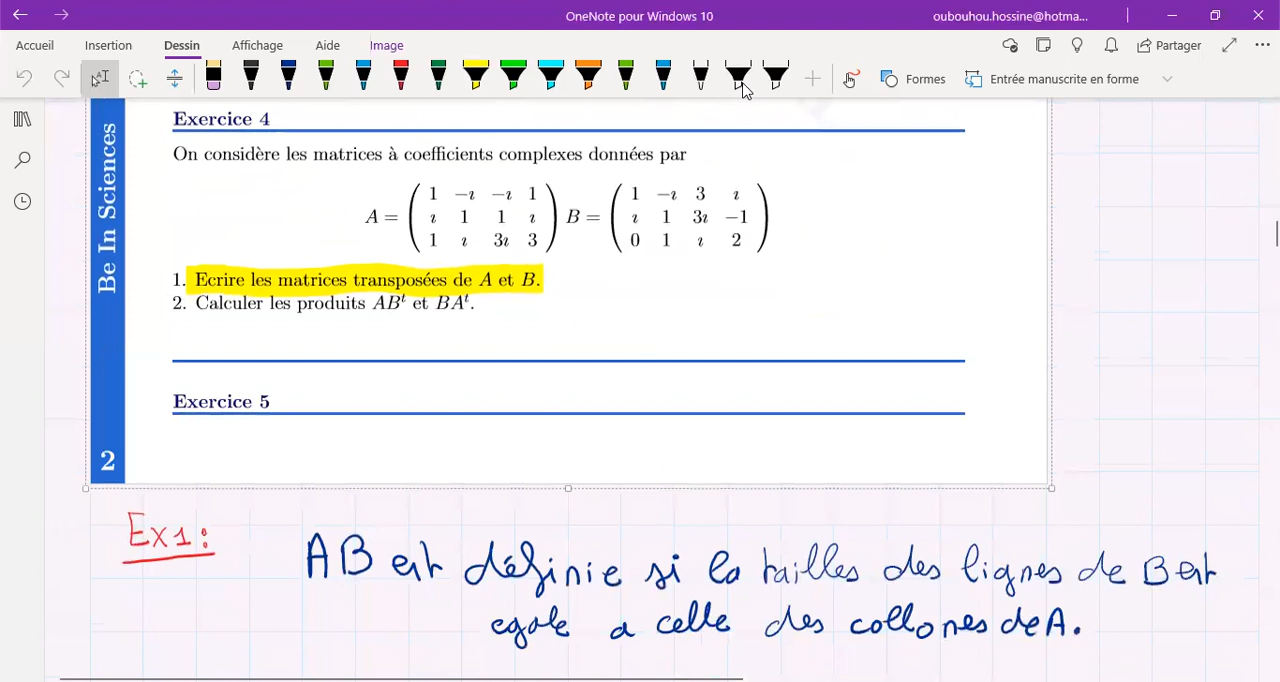 OneNote pour Windows 10
oubouhou.hossine@hotma...
Accueil Insertion Dessin Affichage Aide Image
Partager
Formes
Entrée manuscrite en forme
Be In Sciences
Exercice 4
On considère les matrices à coefficients complexes données par
A = ( 1 −ı −ı 1 B = ( 1 −ı 3 ı
ı 1 1 ı ı 1 3ı −1
1 ı 3ı 3 ) 0 1 ı 2 )
1. Ecrire les matrices transposées de A et B.
2. Calculer les produits ABᵗ et BAᵗ.
Exercice 5
2
Ex1:
AB est définie si la tailles des lignes de B est
egale a celle des collones de A.